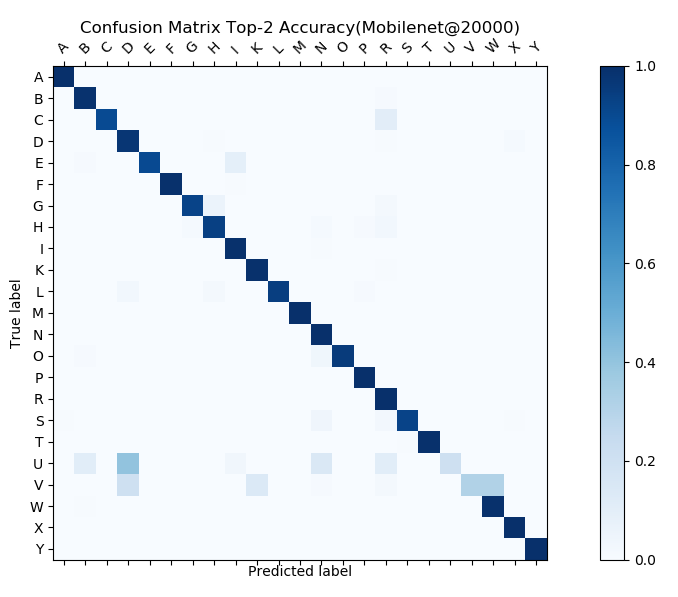 Confusion Matrix Top-2 Accuracy(Mobilenet@20000)
A B C D E F G H I K L M N O P R S T U V W X Y
A
B
C
D
E
F
G
H
I
K
L
M
N
O
P
R
S
T
U
V
W
X
Y
True label
Predicted label
1.0
0.8
0.6
0.4
0.2
0.0